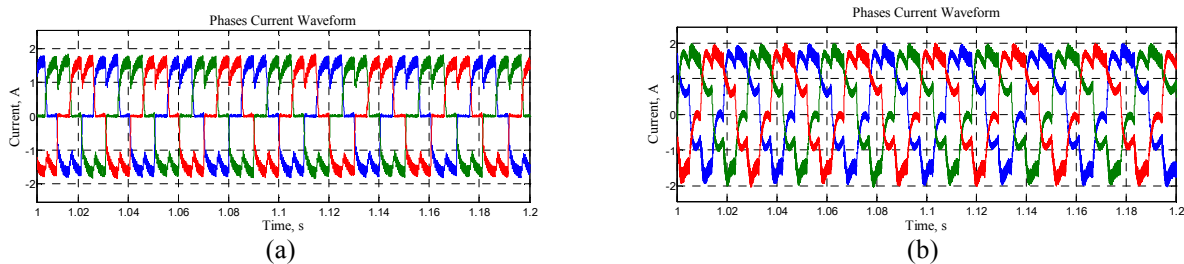 Phases Current Waveform
2
1
0
-1
-2
Current, A
1 1.02 1.04 1.06 1.08 1.1 1.12 1.14 1.16 1.18 1.2
Time, s
(a)
Phases Current Waveform
2
1
0
-1
-2
Current, A
1 1.02 1.04 1.06 1.08 1.1 1.12 1.14 1.16 1.18 1.2
Time, s
(b)